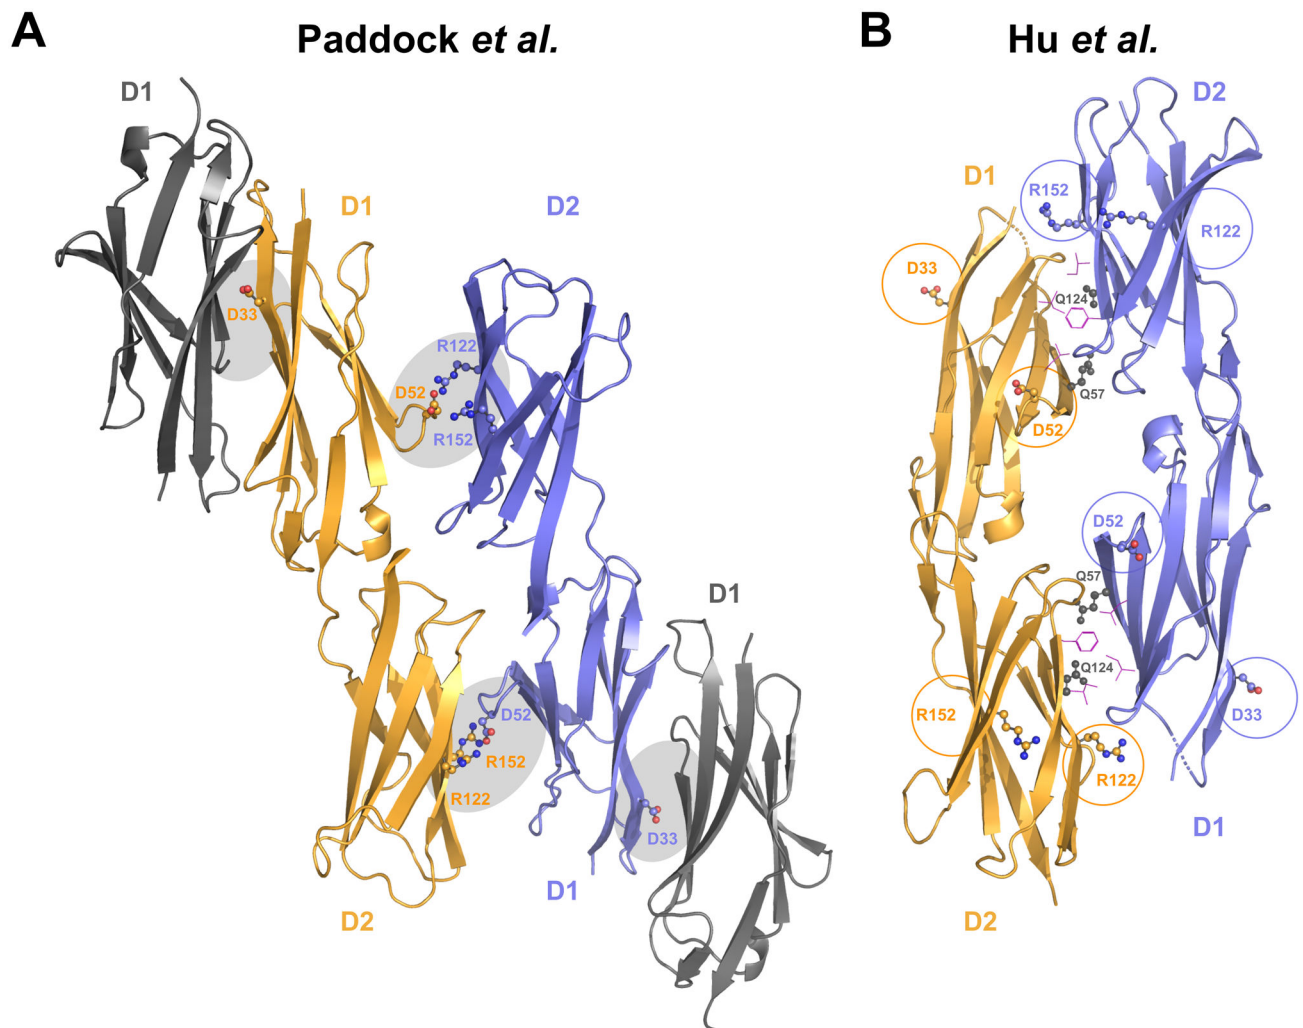 A
Paddock et al.
D1
D1
D2
D33
R122
D52
R152
D1
D52
R152
R122
D33
D1
D2
B
Hu et al.
D2
D1
R152
R122
D33
Q124
Q57
D52
D52
Q57
Q124
R152
D33
R122
D1
D2